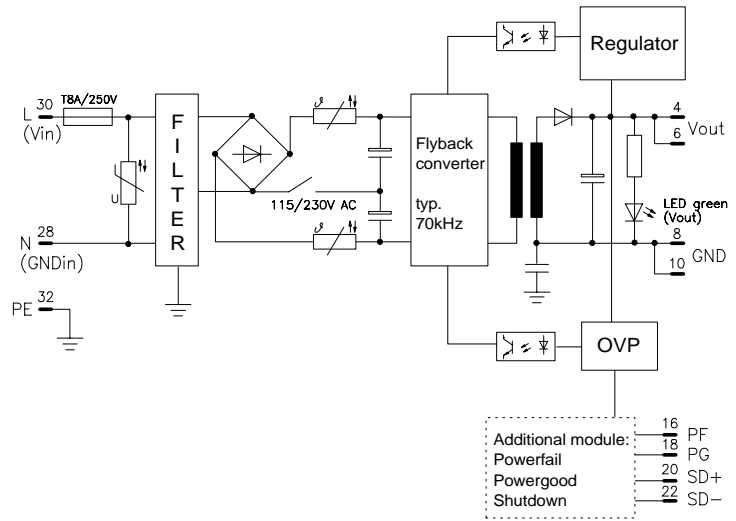 Regulator
T8A/250V
L 30
(Vin)
FILTER
ϑ
Flyback
converter
typ.
70kHz
4
Vout
6
U
115/230V AC
LED green
(Vout)
N 28
(GNDin)
ϑ
8
GND
10
PE 32
OVP
Additional module:
Powerfail
Powergood
Shutdown
16 PF
18 PG
20 SD+
22 SD−